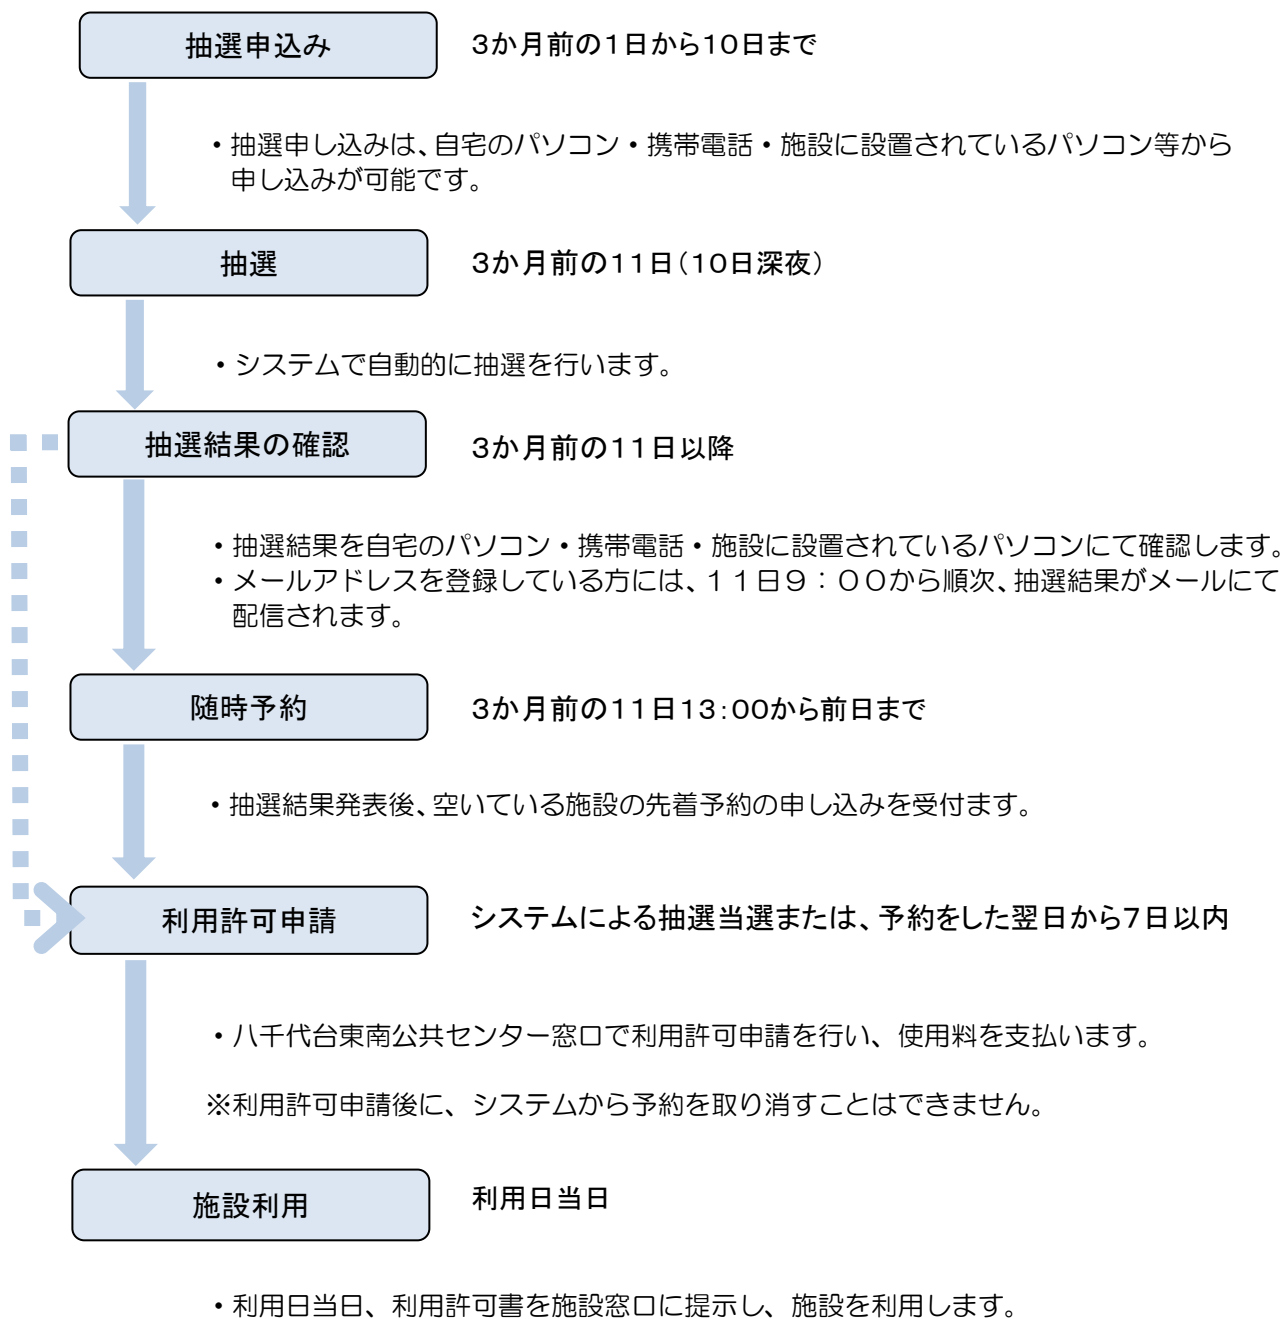 抽選申込み
3か月前の1日から10日まで
・抽選申し込みは、自宅のパソコン・携帯電話・施設に設置されているパソコン等から
申し込みが可能です。
抽選
3か月前の11日(10日深夜)
・システムで自動的に抽選を行います。
抽選結果の確認
3か月前の11日以降
・抽選結果を自宅のパソコン・携帯電話・施設に設置されているパソコンにて確認します。
・メールアドレスを登録している方には、１１日９：００から順次、抽選結果がメールにて
配信されます。
随時予約
3か月前の11日13:00から前日まで
・抽選結果発表後、空いている施設の先着予約の申し込みを受付ます。
利用許可申請
システムによる抽選当選または、予約をした翌日から7日以内
・八千代台東南公共センター窓口で利用許可申請を行い、使用料を支払います。
※利用許可申請後に、システムから予約を取り消すことはできません。
施設利用
利用日当日
・利用日当日、利用許可書を施設窓口に提示し、施設を利用します。